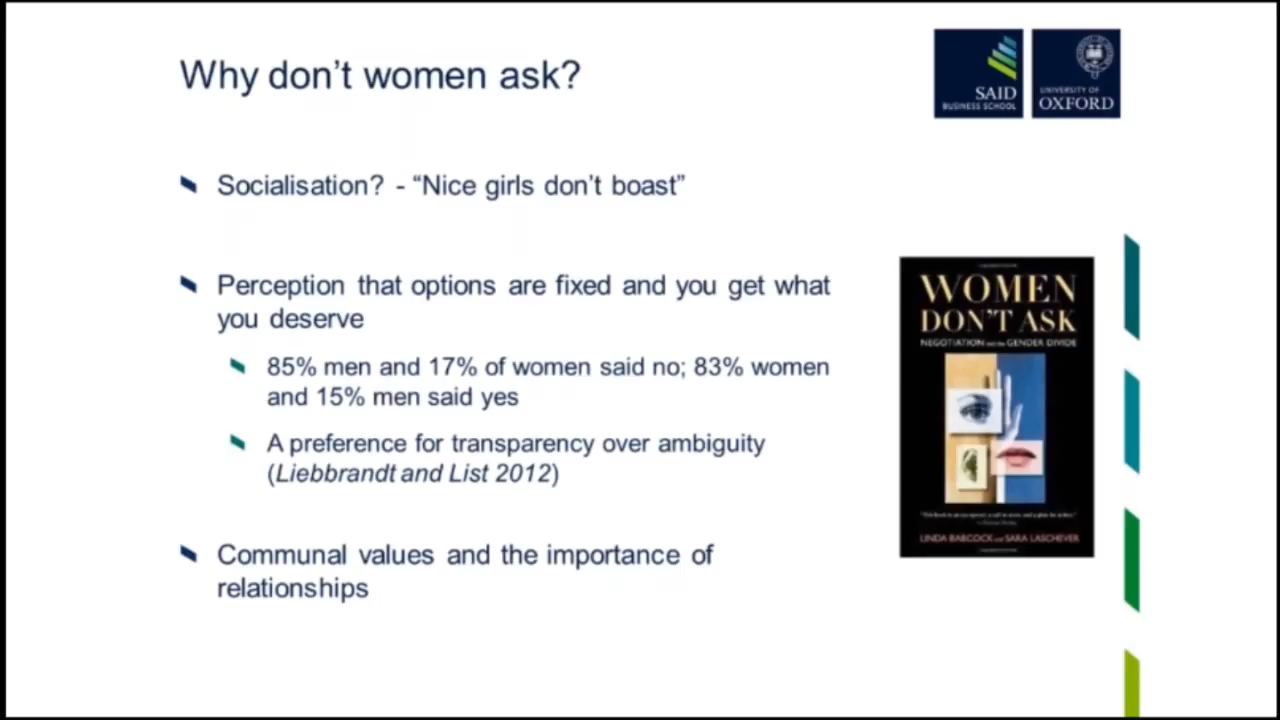 Why don't women ask?
SAID
BUSINESS SCHOOL
UNIVERSITY OF
OXFORD
Socialisation? - “Nice girls don't boast”
Perception that options are fixed and you get what
you deserve
85% men and 17% of women said no; 83% women
and 15% men said yes
A preference for transparency over ambiguity
(Liebbrandt and List 2012)
Communal values and the importance of
relationships
WOMEN
DON'T ASK
NEGOTIATION and the GENDER DIVIDE
LINDA BABCOCK and SARA LASCHEVER